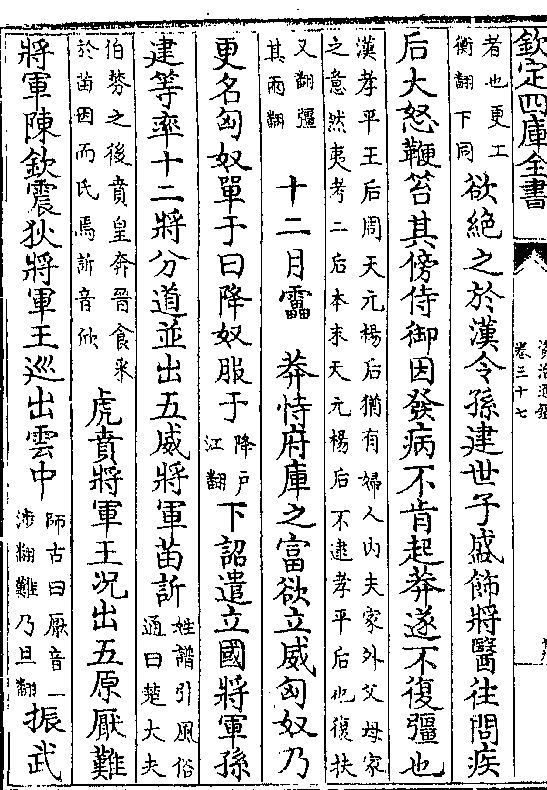 欽定四庫全書
資治通鑑
卷三十七
者也更工
衡翻下同
欲絶之於漢令孫建世子盛飾將醫往問疾
后大怒鞭笞其傍侍御因發病不肯起莽遂不復彊也
漢孝平王后周天元楊后猶有婦人内夫家外父母家
之意然夷考二后本末天元楊后不逮孝平后也復扶
又翻彊
其兩翻
十二月靁　莽恃府庫之富欲立威匈奴乃
更名匈奴單于曰降奴服于
降戶
江翻
下詔遣立國將軍孫
建等率十二將分道並出五威將軍苗訢
姓譜引風俗
通曰楚大夫
伯棼之後賁皇奔晉食采
於苗因而氏焉訢音欣
虎賁將軍王况出五原厭難
將軍陳欽震狄將軍王巡出雲中
師古曰厭音一
涉翻難乃旦翻
振武